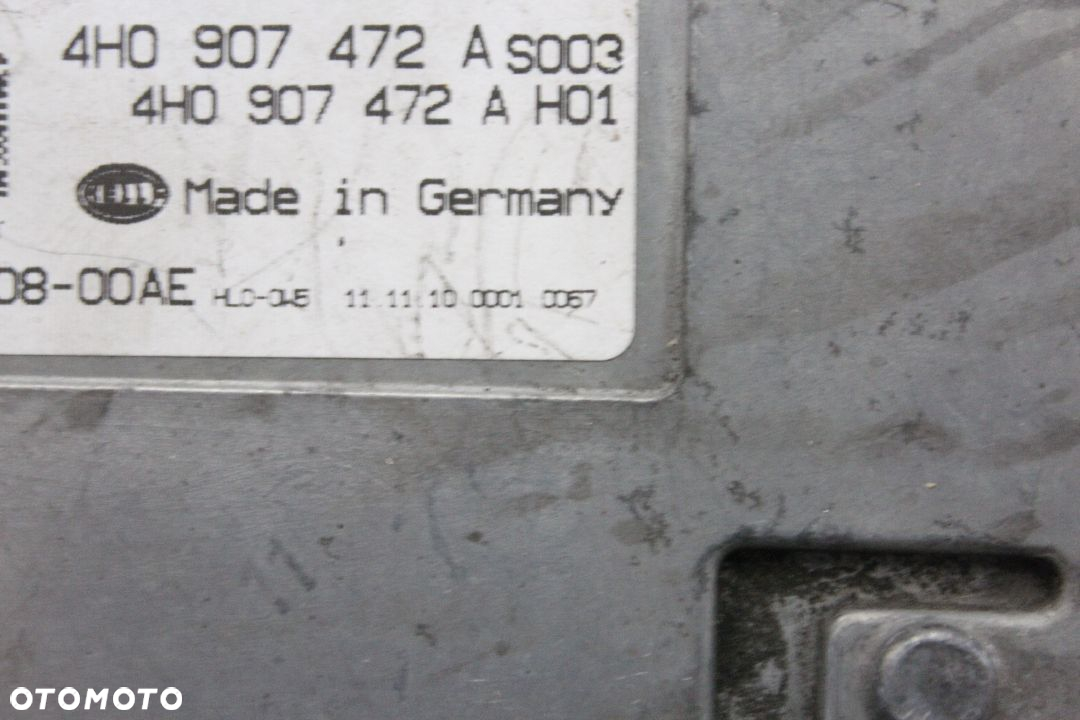 4H0 907 472 A S003
4H0 907 472 A H01
HELLA Made in Germany
08-00AE HLO-045 11.11.10 0001 0067
11
OTOMOTO